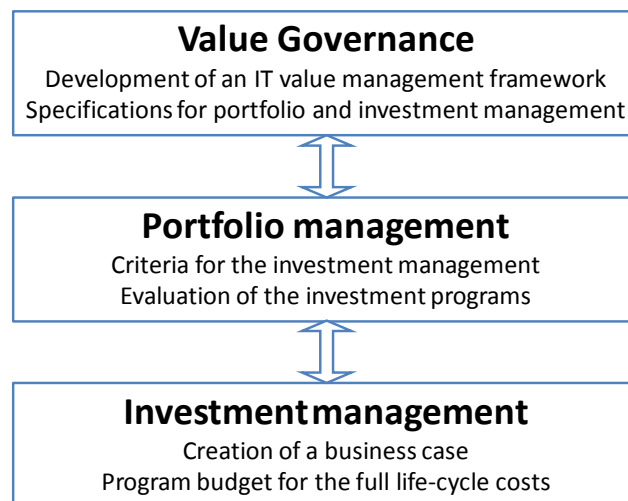 Value Governance
Development of an IT value management framework
Specifications for portfolio and investment management
Portfolio management
Criteria for the investment management
Evaluation of the investment programs
Investment management
Creation of a business case
Program budget for the full life-cycle costs